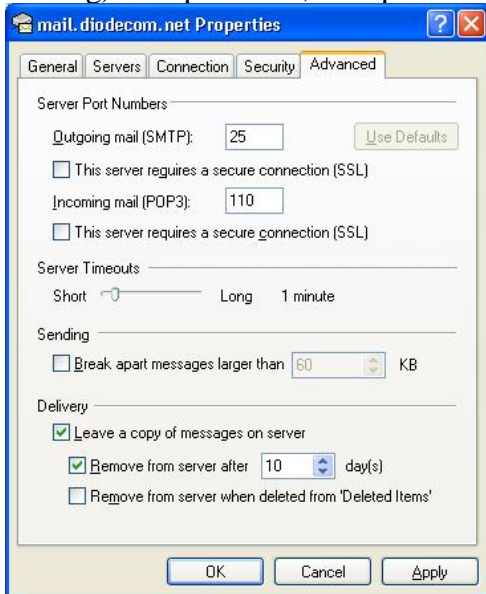 mail.diodecom.net Properties
General Servers Connection Security Advanced
Server Port Numbers
Outgoing mail (SMTP): 25 Use Defaults
This server requires a secure connection (SSL)
Incoming mail (POP3): 110
This server requires a secure connection (SSL)
Server Timeouts
Short Long 1 minute
Sending
Break apart messages larger than 60 KB
Delivery
Leave a copy of messages on server
Remove from server after 10 day(s)
Remove from server when deleted from 'Deleted Items'
OK Cancel Apply